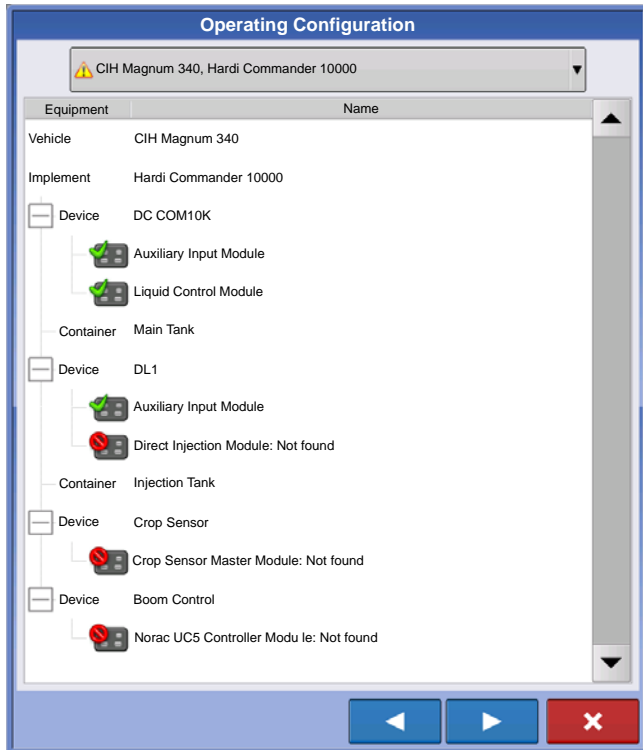 Operating Configuration
CIH Magnum 340, Hardi Commander 10000
Equipment Name
Vehicle CIH Magnum 340
Implement Hardi Commander 10000
Device DC COM10K
Auxiliary Input Module
Liquid Control Module
Container Main Tank
Device DL1
Auxiliary Input Module
Direct Injection Module: Not found
Container Injection Tank
Device Crop Sensor
Crop Sensor Master Module: Not found
Device Boom Control
Norac UC5 Controller Modu le: Not found